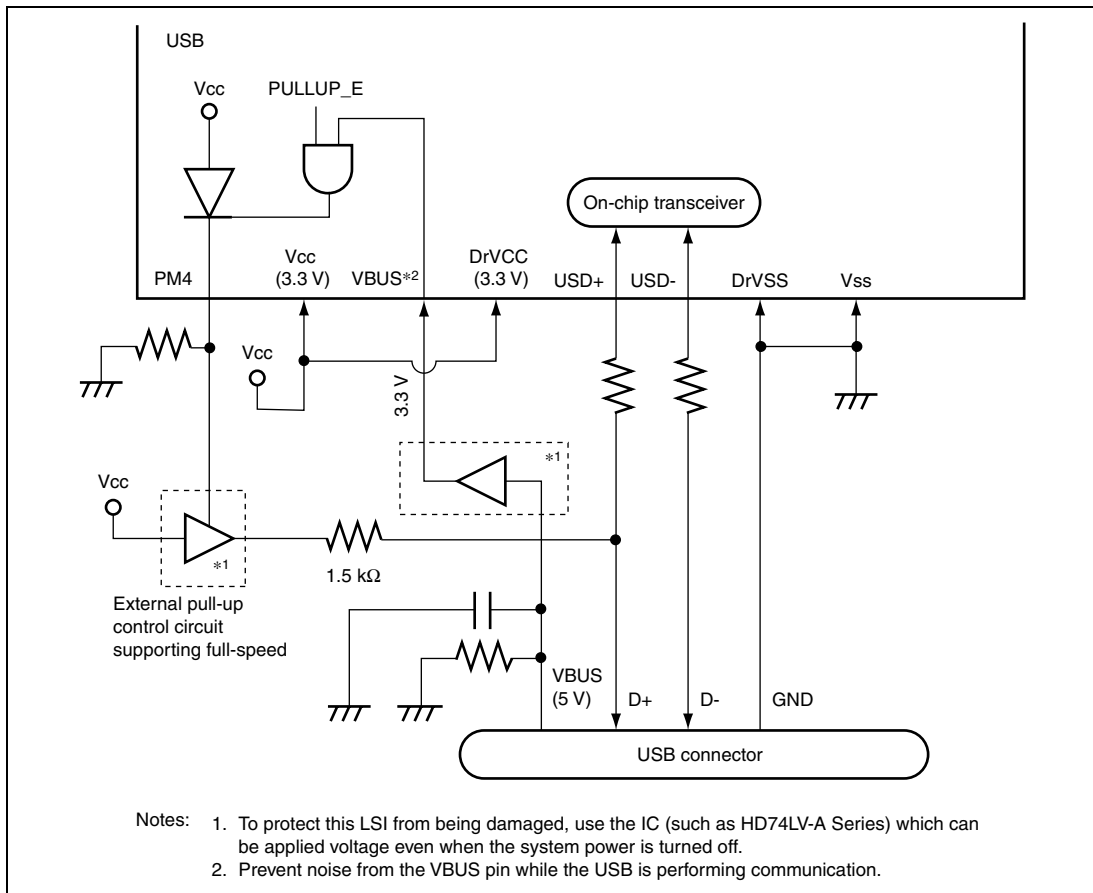 USB
Vcc
PULLUP_E
On-chip transceiver
PM4
Vcc
(3.3 V)
VBUS*2
DrVCC
(3.3 V)
USD+
USD-
DrVSS
Vss
Vcc
3.3 V
*1
Vcc
*1
1.5 kΩ
External pull-up
control circuit
supporting full-speed
VBUS
(5 V)
D+
D-
GND
USB connector
Notes: 1. To protect this LSI from being damaged, use the IC (such as HD74LV-A Series) which can
be applied voltage even when the system power is turned off.
2. Prevent noise from the VBUS pin while the USB is performing communication.